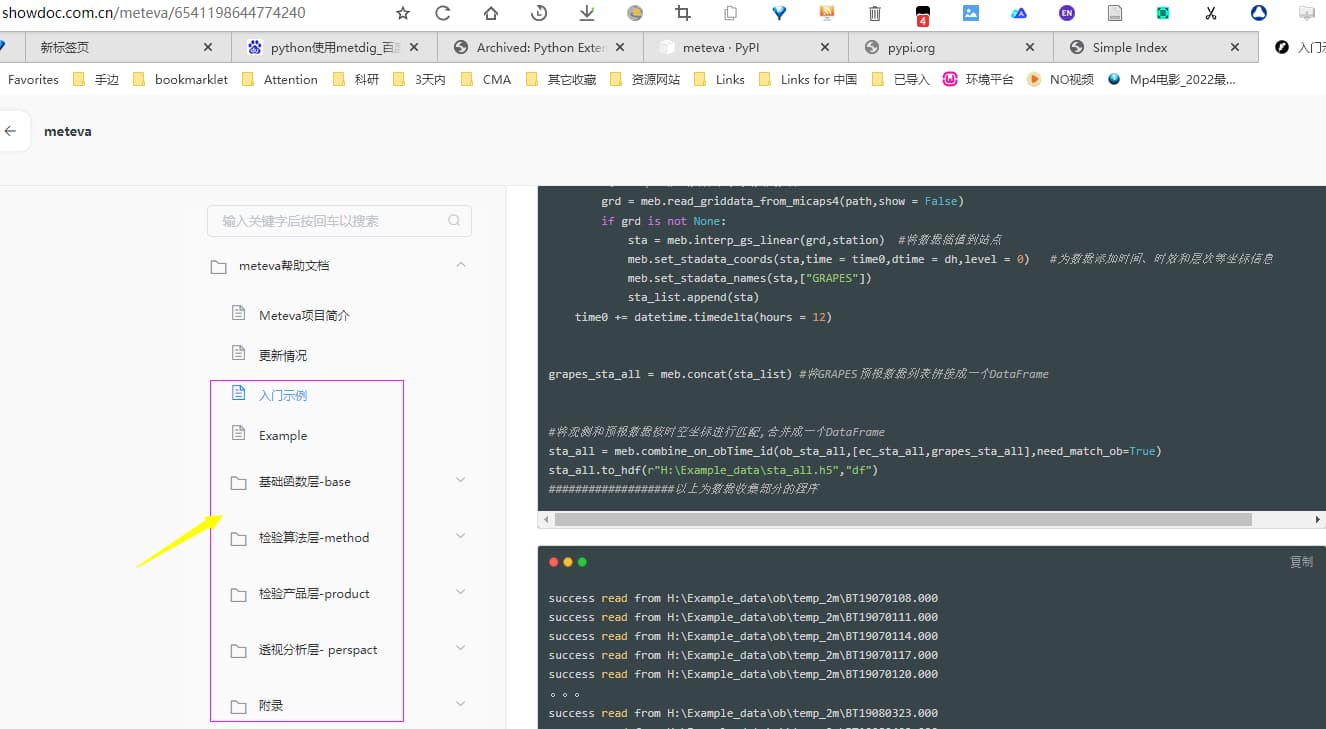 showdoc.com.cn/meteva/6541198644774240
4
EN
新标签页
python使用metdig_百度
Archived: Python Exter
meteva · PyPI
pypi.org
Simple Index
入门示
Favorites 手边 bookmarklet Attention 科研 3天内 CMA 其它收藏 资源网站 Links Links for 中国 已导入 环境平台 NO视频 Mp4电影_2022最...
meteva
输入关键字后按回车以搜索
meteva帮助文档
Meteva项目简介
更新情况
入门示例
Example
基础函数层-base
检验算法层-method
检验产品层-product
透视分析层- perspact
附录
grd = meb.read_griddata_from_micaps4(path,show = False)
if grd is not None:
sta = meb.interp_gs_linear(grd,station) #将数据插值到站点
meb.set_stadata_coords(sta,time = time0,dtime = dh,level = 0) #为数据添加时间、时效和层次等坐标信息
meb.set_stadata_names(sta,["GRAPES"])
sta_list.append(sta)
time0 += datetime.timedelta(hours = 12)
grapes_sta_all = meb.concat(sta_list) #将GRAPES预报数据列表拼接成一个DataFrame
#将观测和预报数据按时空坐标进行匹配,合并成一个DataFrame
sta_all = meb.combine_on_obTime_id(ob_sta_all,[ec_sta_all,grapes_sta_all],need_match_ob=True)
sta_all.to_hdf(r"H:\Example_data\sta_all.h5","df")
###################以上为数据收集部分的程序
复制
success read from H:\Example_data\ob\temp_2m\BT19070108.000
success read from H:\Example_data\ob\temp_2m\BT19070111.000
success read from H:\Example_data\ob\temp_2m\BT19070114.000
success read from H:\Example_data\ob\temp_2m\BT19070117.000
success read from H:\Example_data\ob\temp_2m\BT19070120.000
。。。
success read from H:\Example_data\ob\temp_2m\BT19080323.000